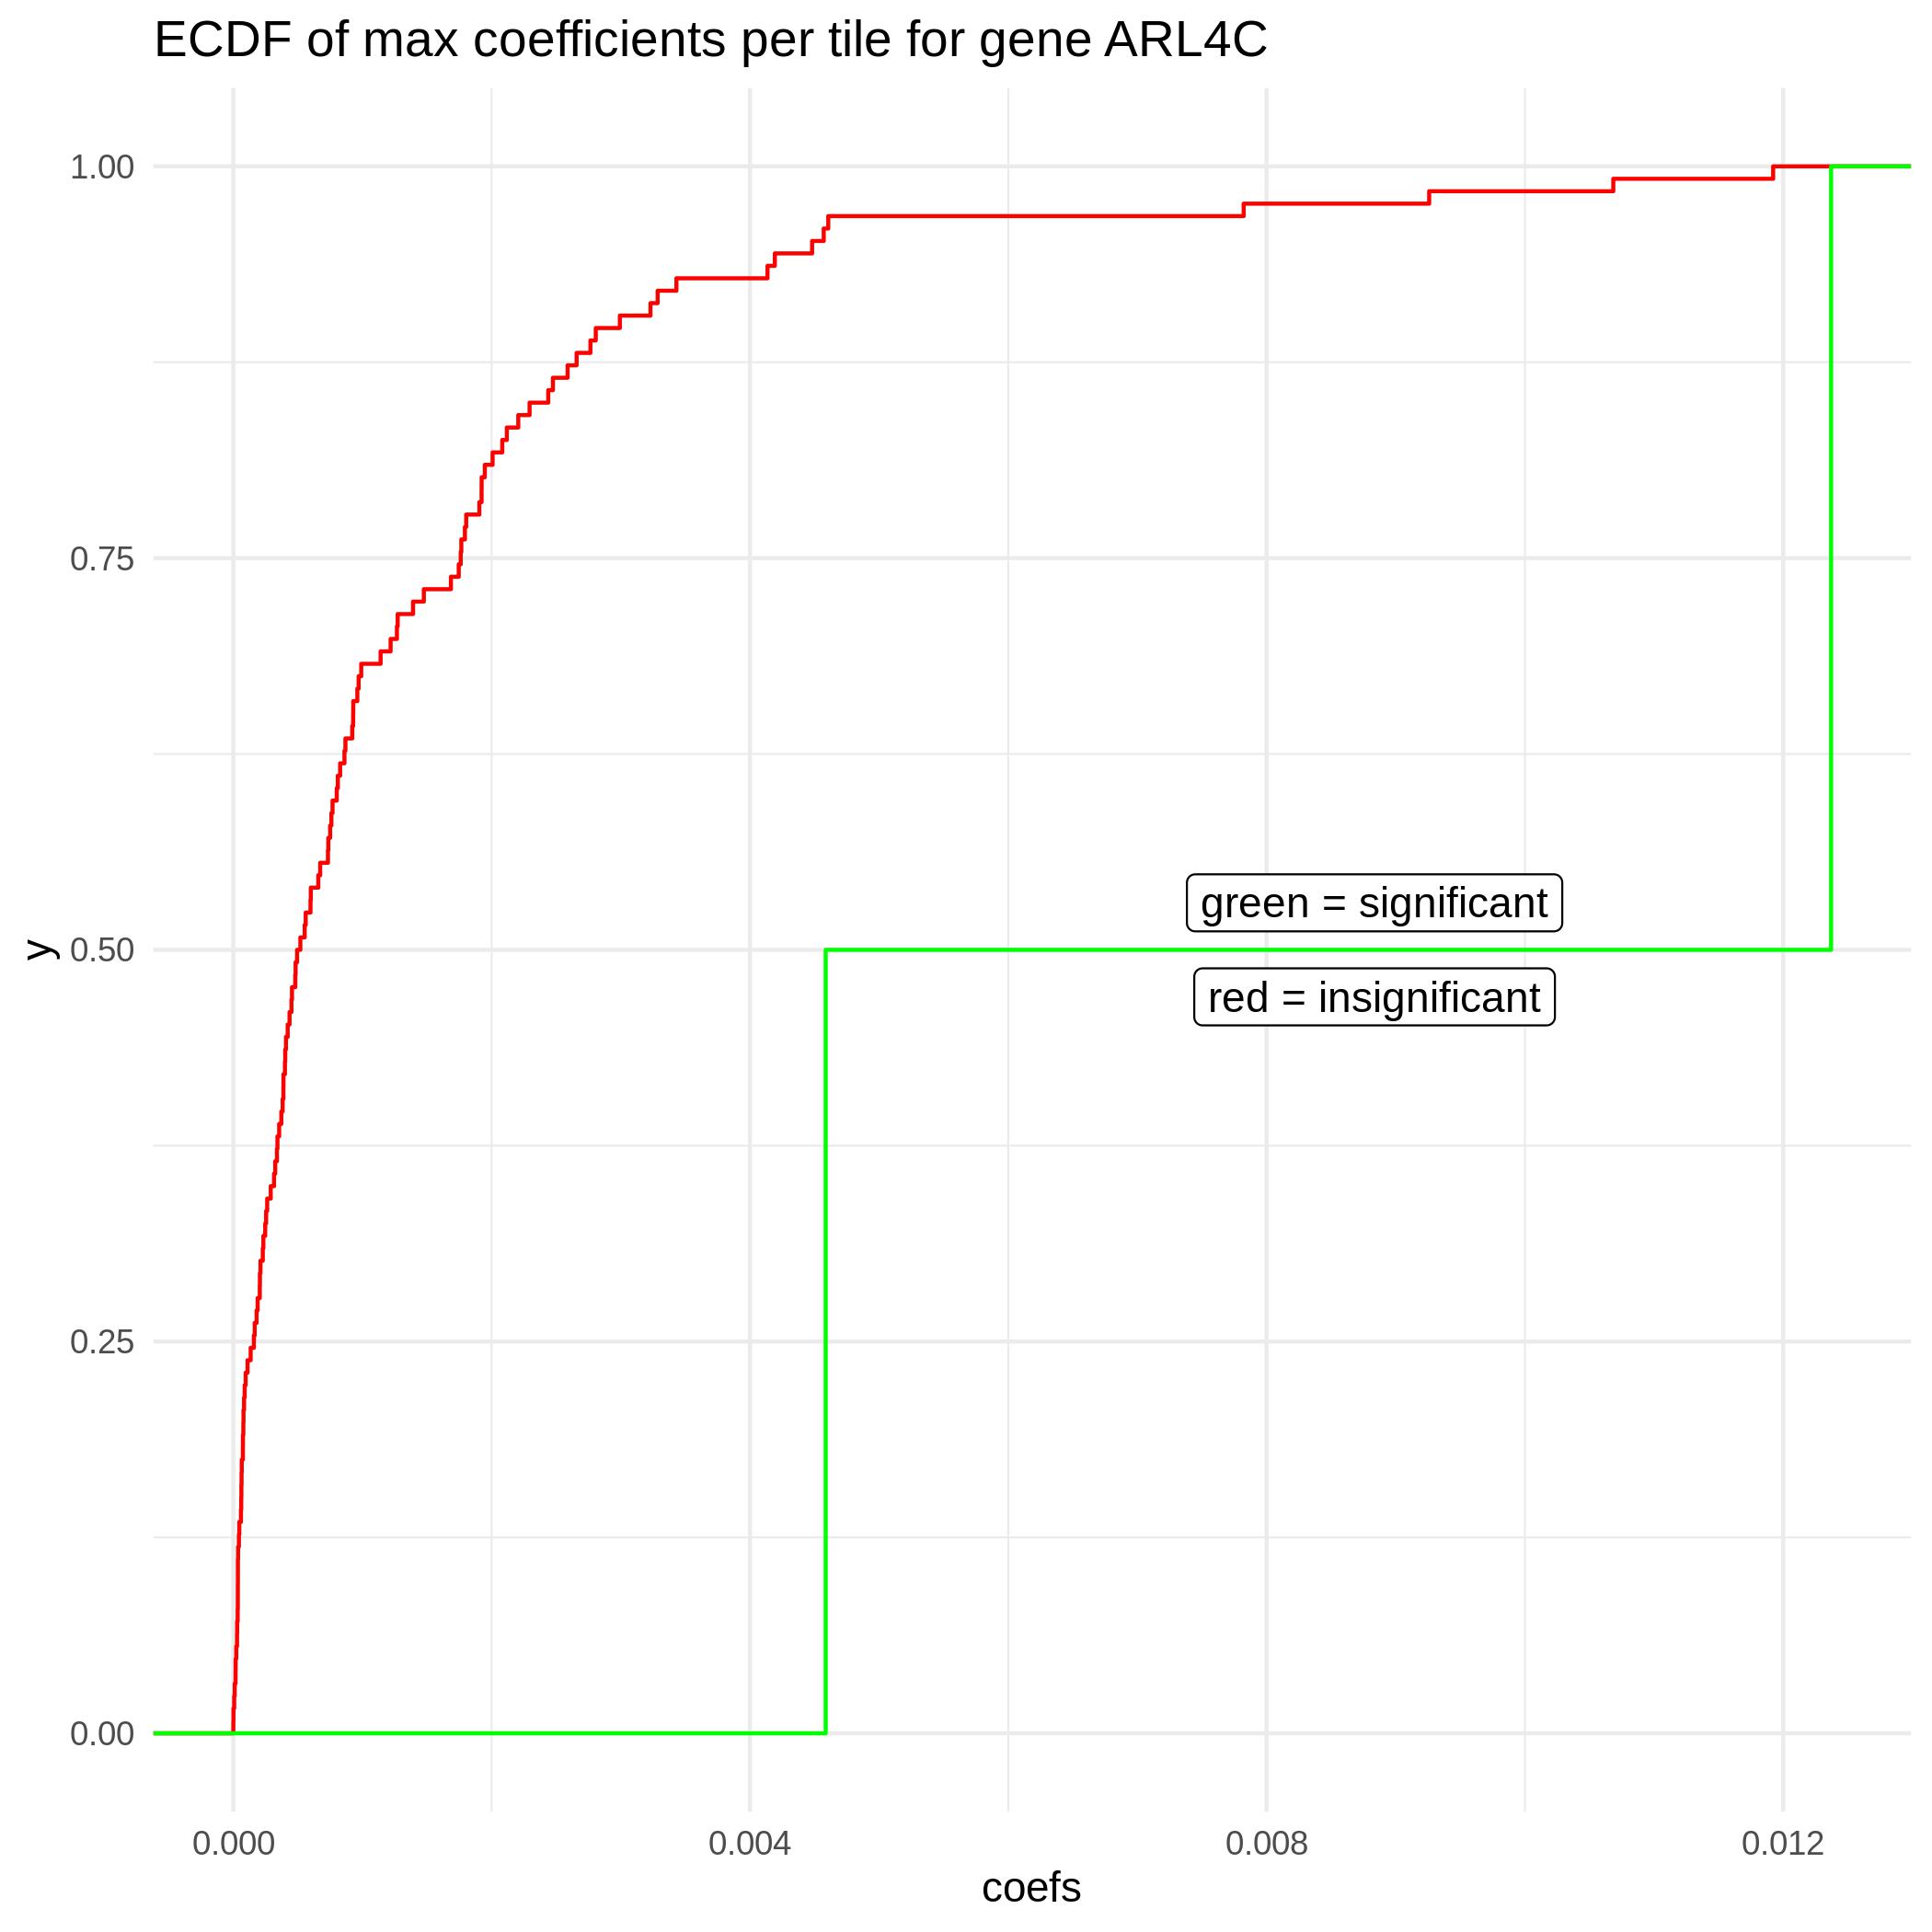 ECDF of max coefficients per tile for gene ARL4C
1.00
0.75
0.50
0.25
0.00
y
green = significant
red = insignificant
0.000 0.004 0.008 0.012
coefs